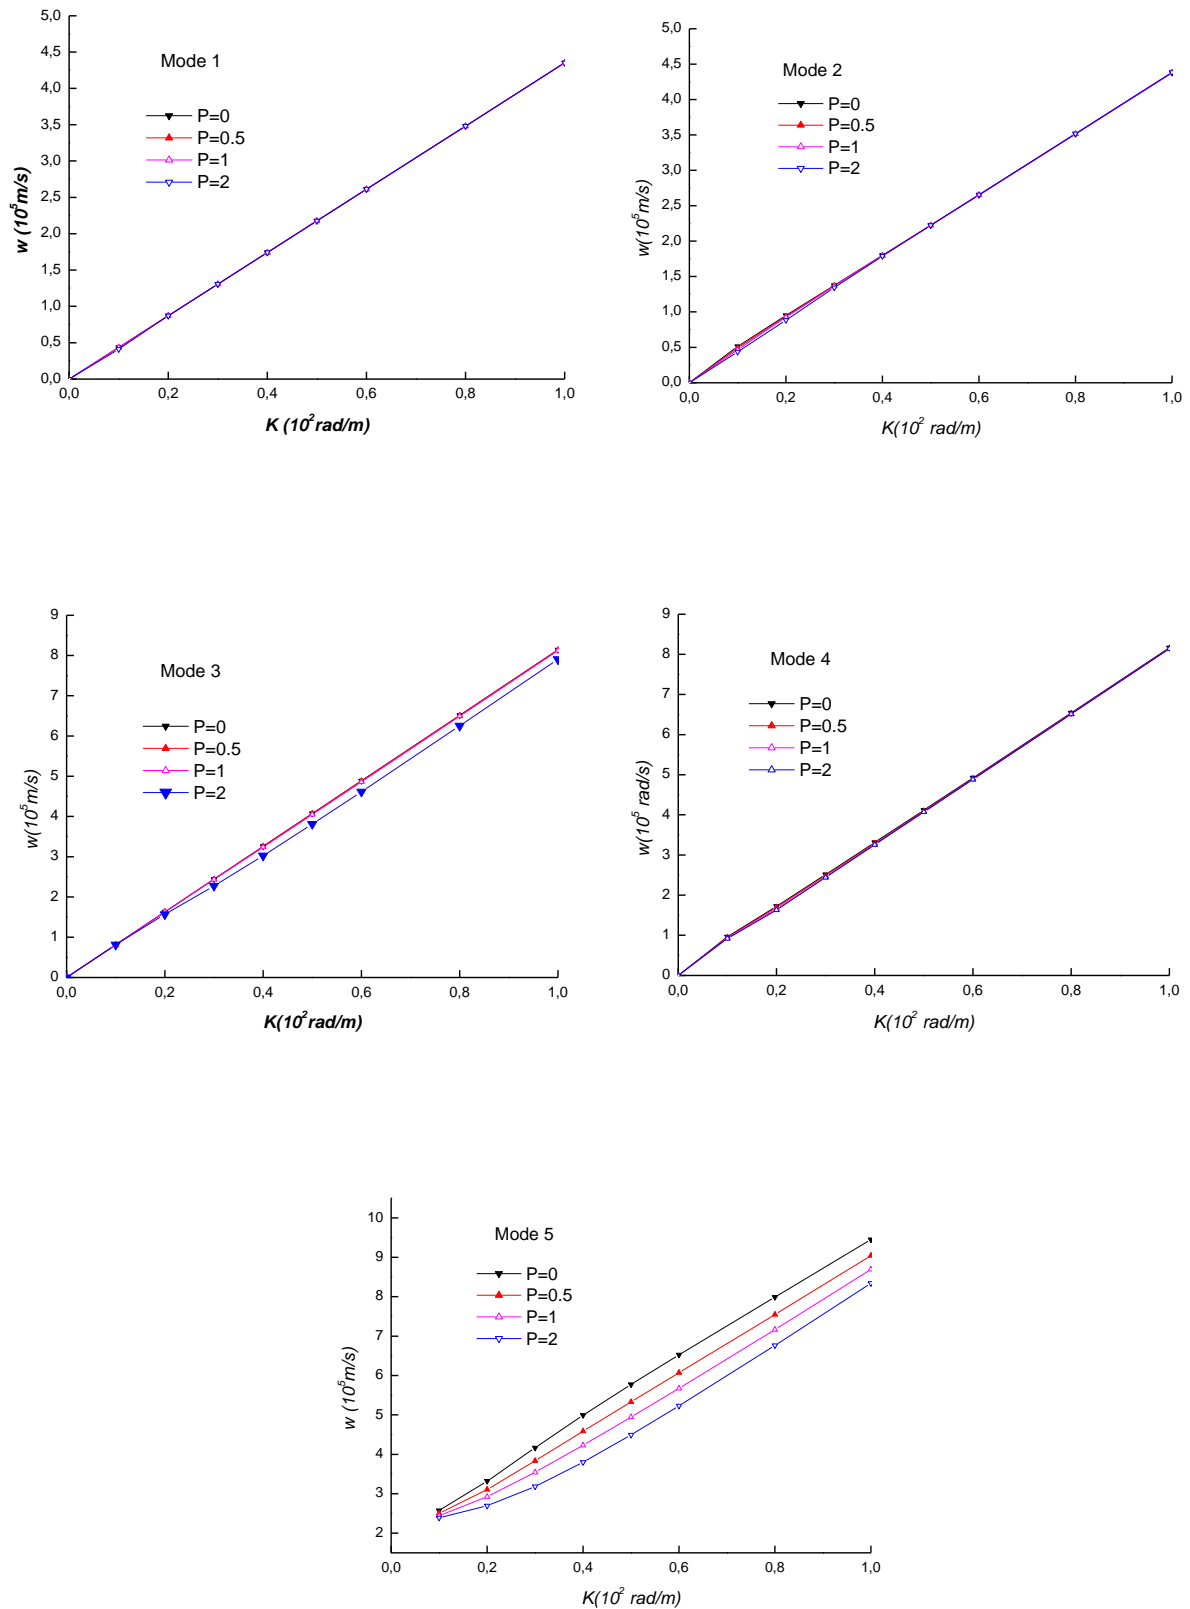 5,0
4,5
4,0
3,5
3,0
2,5
2,0
1,5
1,0
0,5
0,0
w (10^5 m/s)
Mode 1
P=0
P=0.5
P=1
P=2
0,0 0,2 0,4 0,6 0,8 1,0
K (10^2 rad/m)
5,0
4,5
4,0
3,5
3,0
2,5
2,0
1,5
1,0
0,5
0,0
w(10^5 m/s)
Mode 2
P=0
P=0.5
P=1
P=2
0,0 0,2 0,4 0,6 0,8 1,0
K(10^2 rad/m)
9
8
7
6
5
4
3
2
1
0
w(10^5 m/s)
Mode 3
P=0
P=0.5
P=1
P=2
0,0 0,2 0,4 0,6 0,8 1,0
K(10^2 rad/m)
9
8
7
6
5
4
3
2
1
0
w(10^5 rad/s)
Mode 4
P=0
P=0.5
P=1
P=2
0,0 0,2 0,4 0,6 0,8 1,0
K(10^2 rad/m)
10
9
8
7
6
5
4
3
2
w (10^5 m/s)
Mode 5
P=0
P=0.5
P=1
P=2
0,0 0,2 0,4 0,6 0,8 1,0
K(10^2 rad/m)